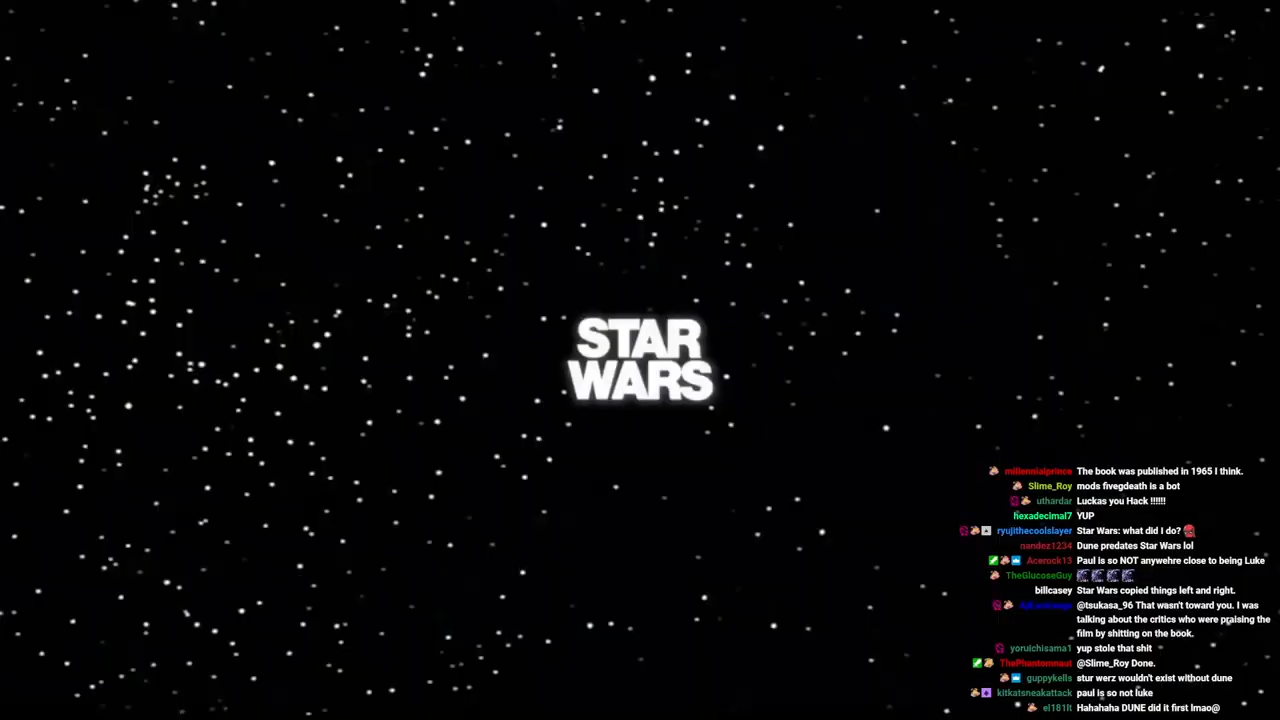 STAR
WARS
millennialprince The book was published in 1965 I think.
Slime_Roy mods fivegdeath is a bot
uthardar Luckas you Hack !!!!!!
hexadecimal7 YUP
ryujithecoolslayer Star Wars: what did I do?
nandez1234 Dune predates Star Wars lol
Acerock13 Paul is so NOT anywehre close to being Luke
TheGlucoseGuy
billcasey Star Wars copied things left and right.
@tsukasa_96 That wasn't toward you. I was
talking about the critics who were praising the
film by shitting on the book.
yoruichisama1 yup stole that shit
ThePhantomnaut @Slime_Roy Done.
guppykells stur werz wouldn't exist without dune
kitkatsneakattack paul is so not luke
el181lt Hahahaha DUNE did it first lmao@